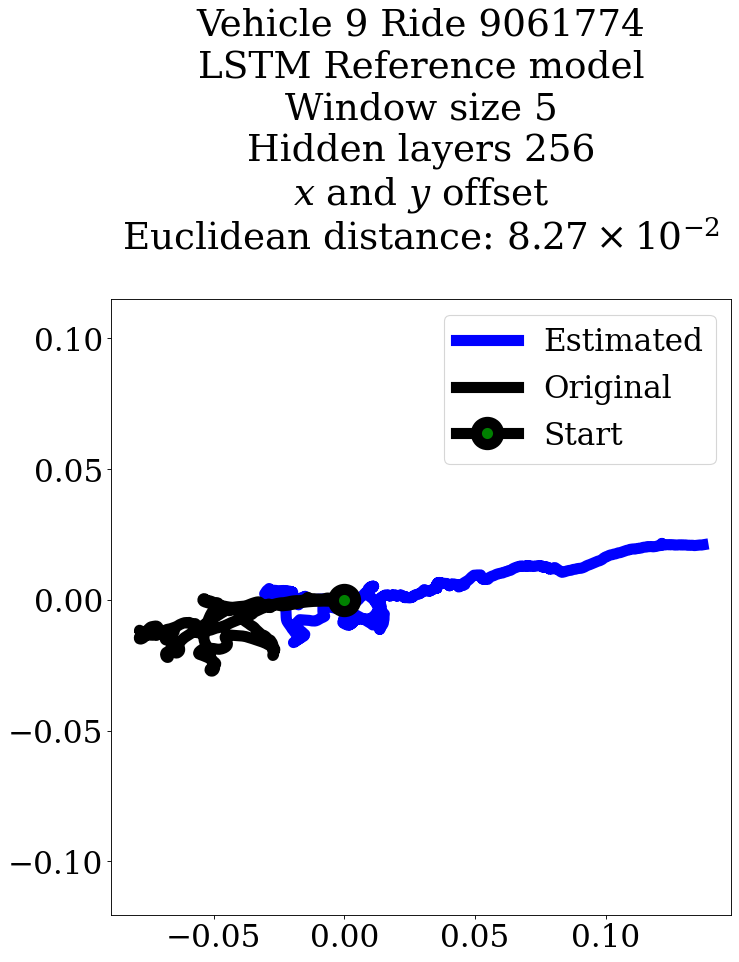 Vehicle 9 Ride 9061774
LSTM Reference model
Window size 5
Hidden layers 256
x and y offset
Euclidean distance: 8.27 × 10⁻²
Estimated
Original
Start
0.10
0.05
0.00
−0.05
−0.10
−0.05 0.00 0.05 0.10